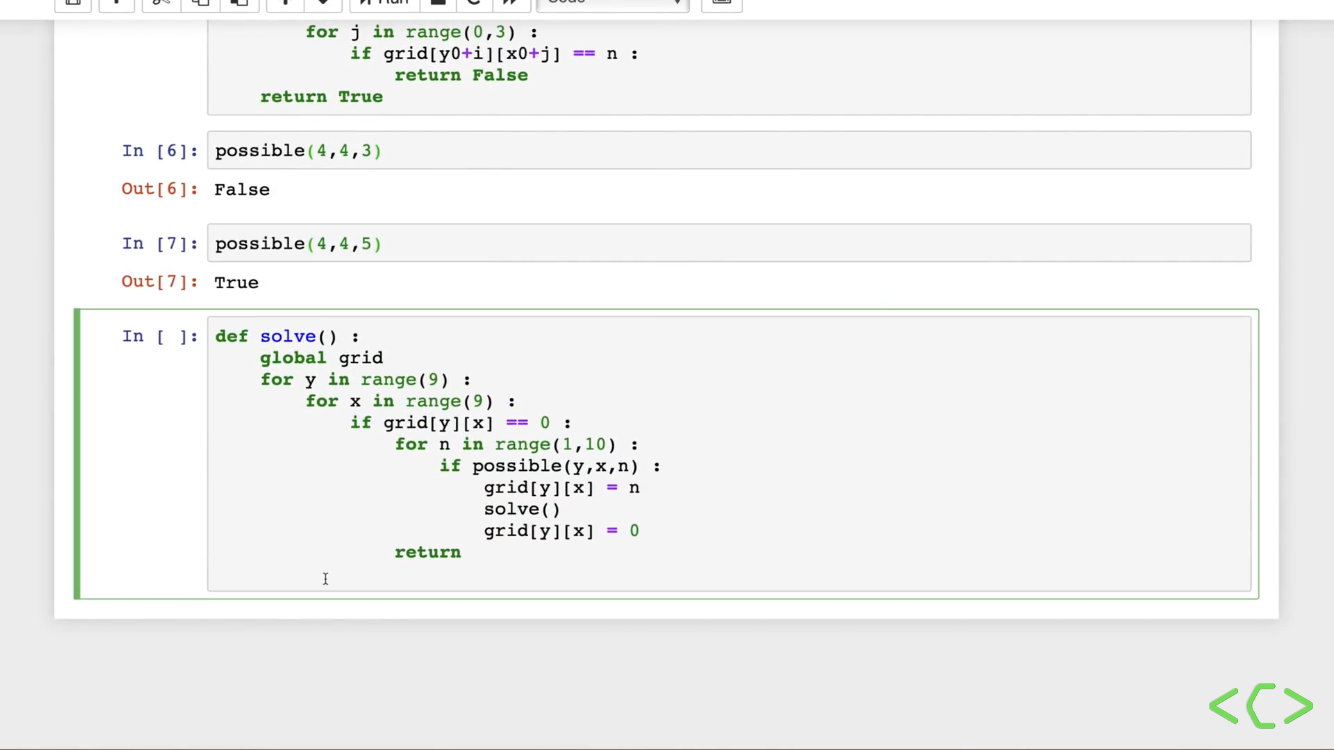 for j in range(0,3) :
if grid[y0+i][x0+j] == n :
return False
return True
In [6]: possible(4,4,3)
Out[6]: False
In [7]: possible(4,4,5)
Out[7]: True
In [ ]: def solve() :
global grid
for y in range(9) :
for x in range(9) :
if grid[y][x] == 0 :
for n in range(1,10) :
if possible(y,x,n) :
grid[y][x] = n
solve()
grid[y][x] = 0
return
<C>